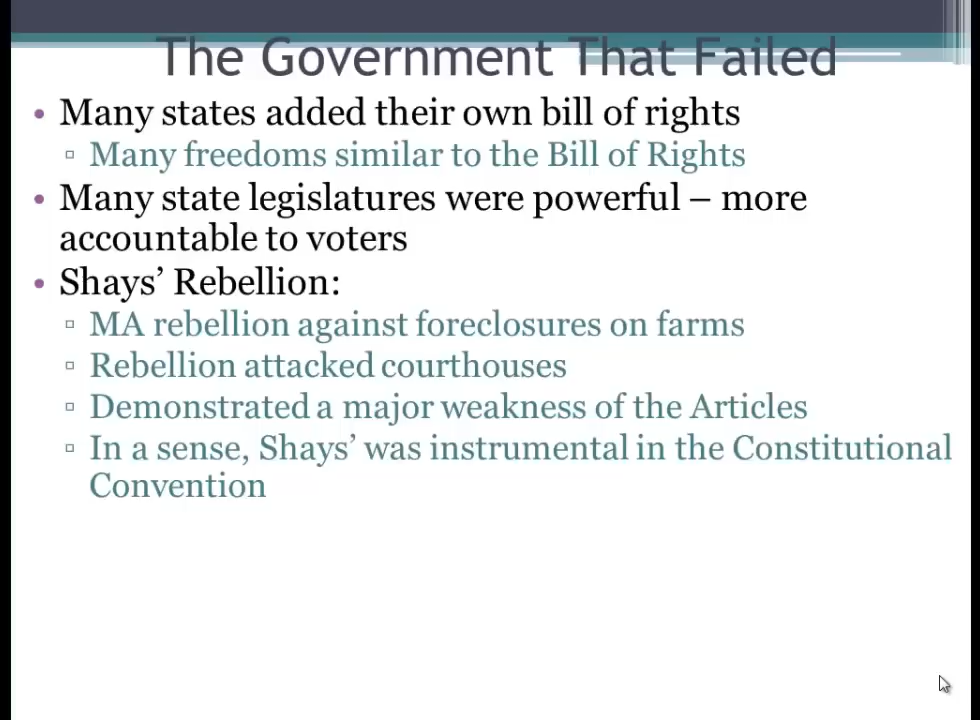 The Government That Failed
• Many states added their own bill of rights
▫ Many freedoms similar to the Bill of Rights
• Many state legislatures were powerful – more
accountable to voters
• Shays’ Rebellion:
▫ MA rebellion against foreclosures on farms
▫ Rebellion attacked courthouses
▫ Demonstrated a major weakness of the Articles
▫ In a sense, Shays’ was instrumental in the Constitutional
Convention